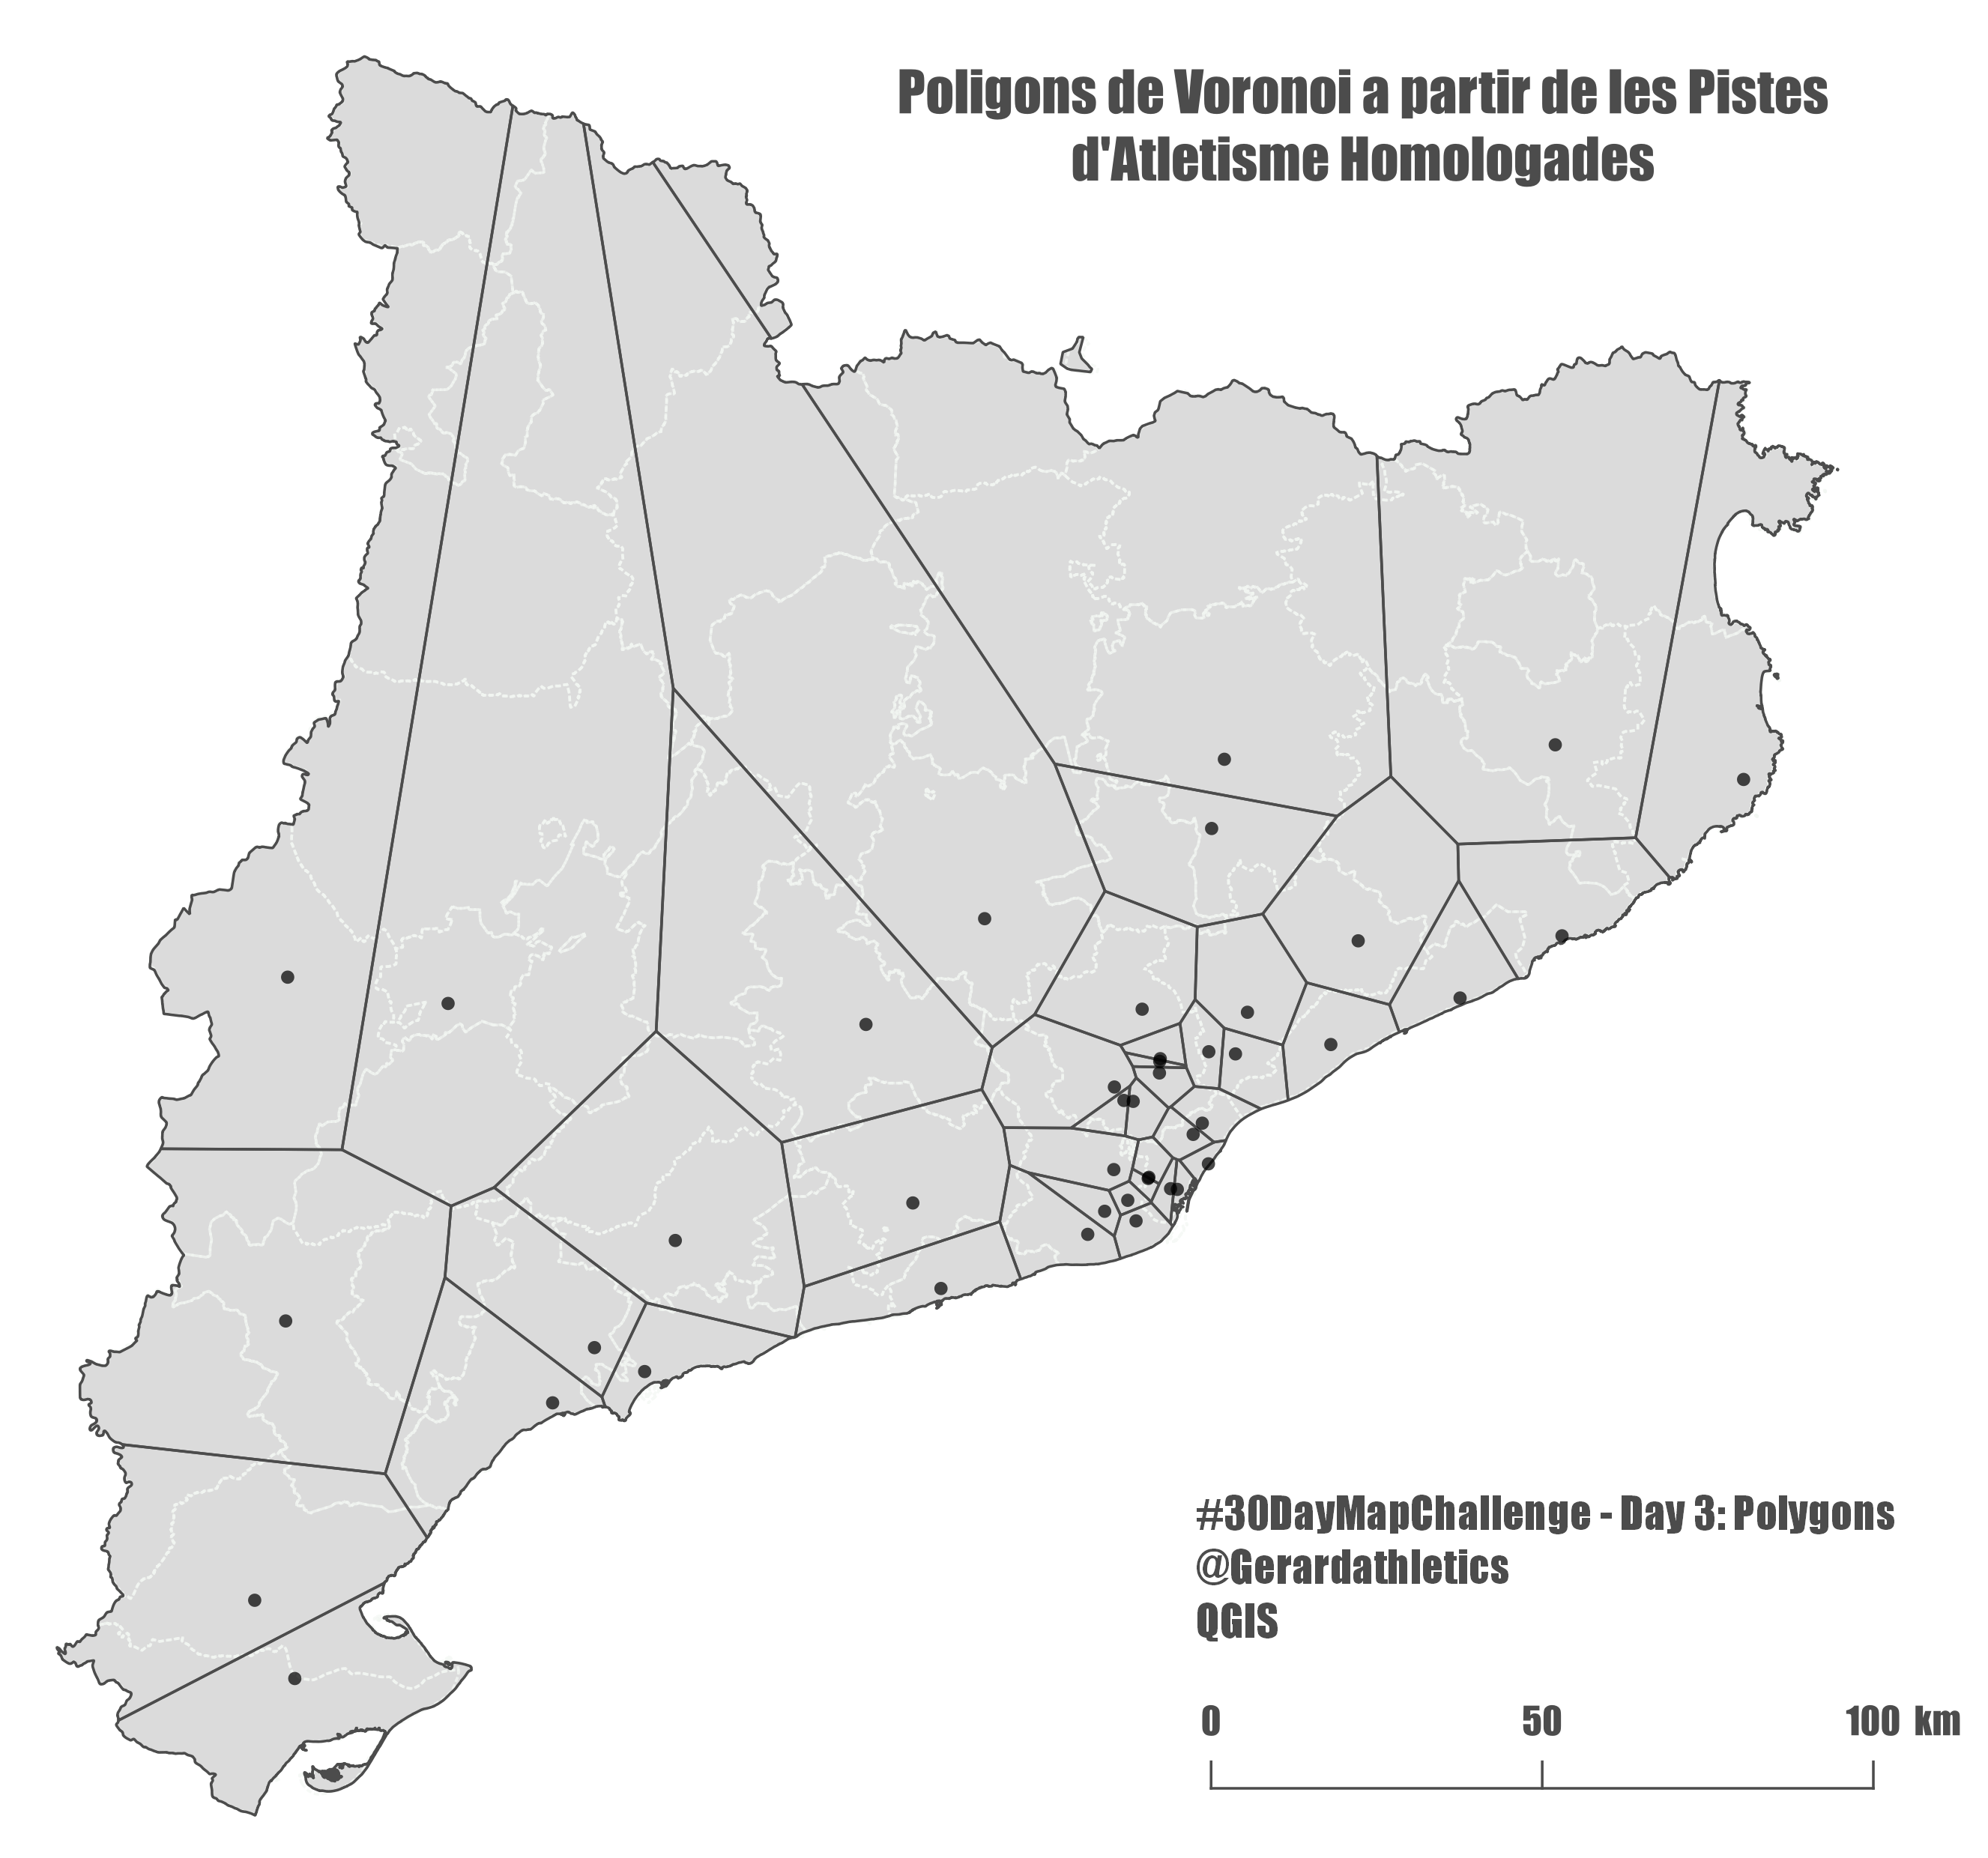 Poligons de Voronoi a partir de les Pistes
d'Atletisme Homologades
#30DayMapChallenge - Day 3: Polygons
@Gerardathletics
QGIS
0 50 100 km